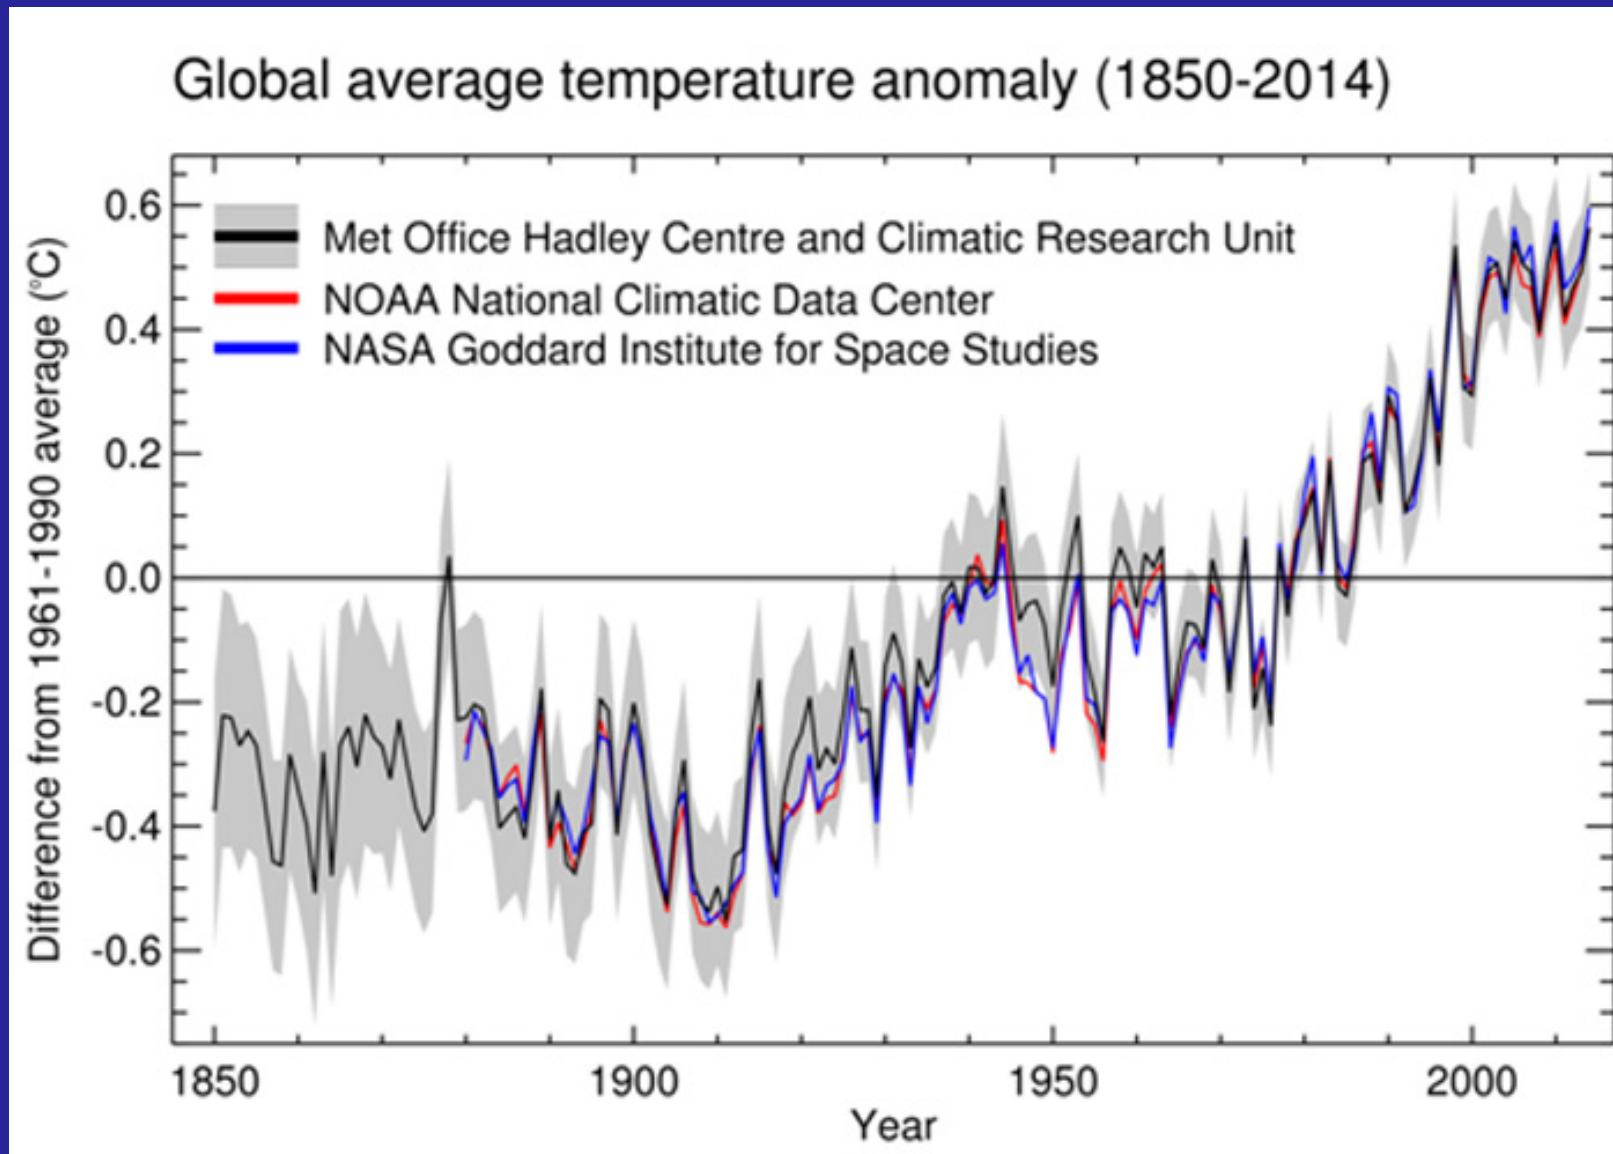 Global average temperature anomaly (1850-2014)
Difference from 1961-1990 average (°C)
0.6
0.4
0.2
0.0
-0.2
-0.4
-0.6
Met Office Hadley Centre and Climatic Research Unit
NOAA National Climatic Data Center
NASA Goddard Institute for Space Studies
1850 1900 1950 2000
Year